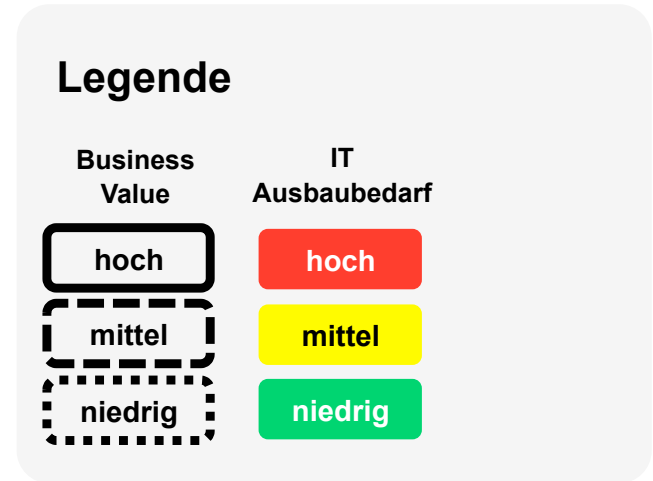 Legende
Business
Value
IT
Ausbaubedarf
hoch
hoch
mittel
mittel
niedrig
niedrig